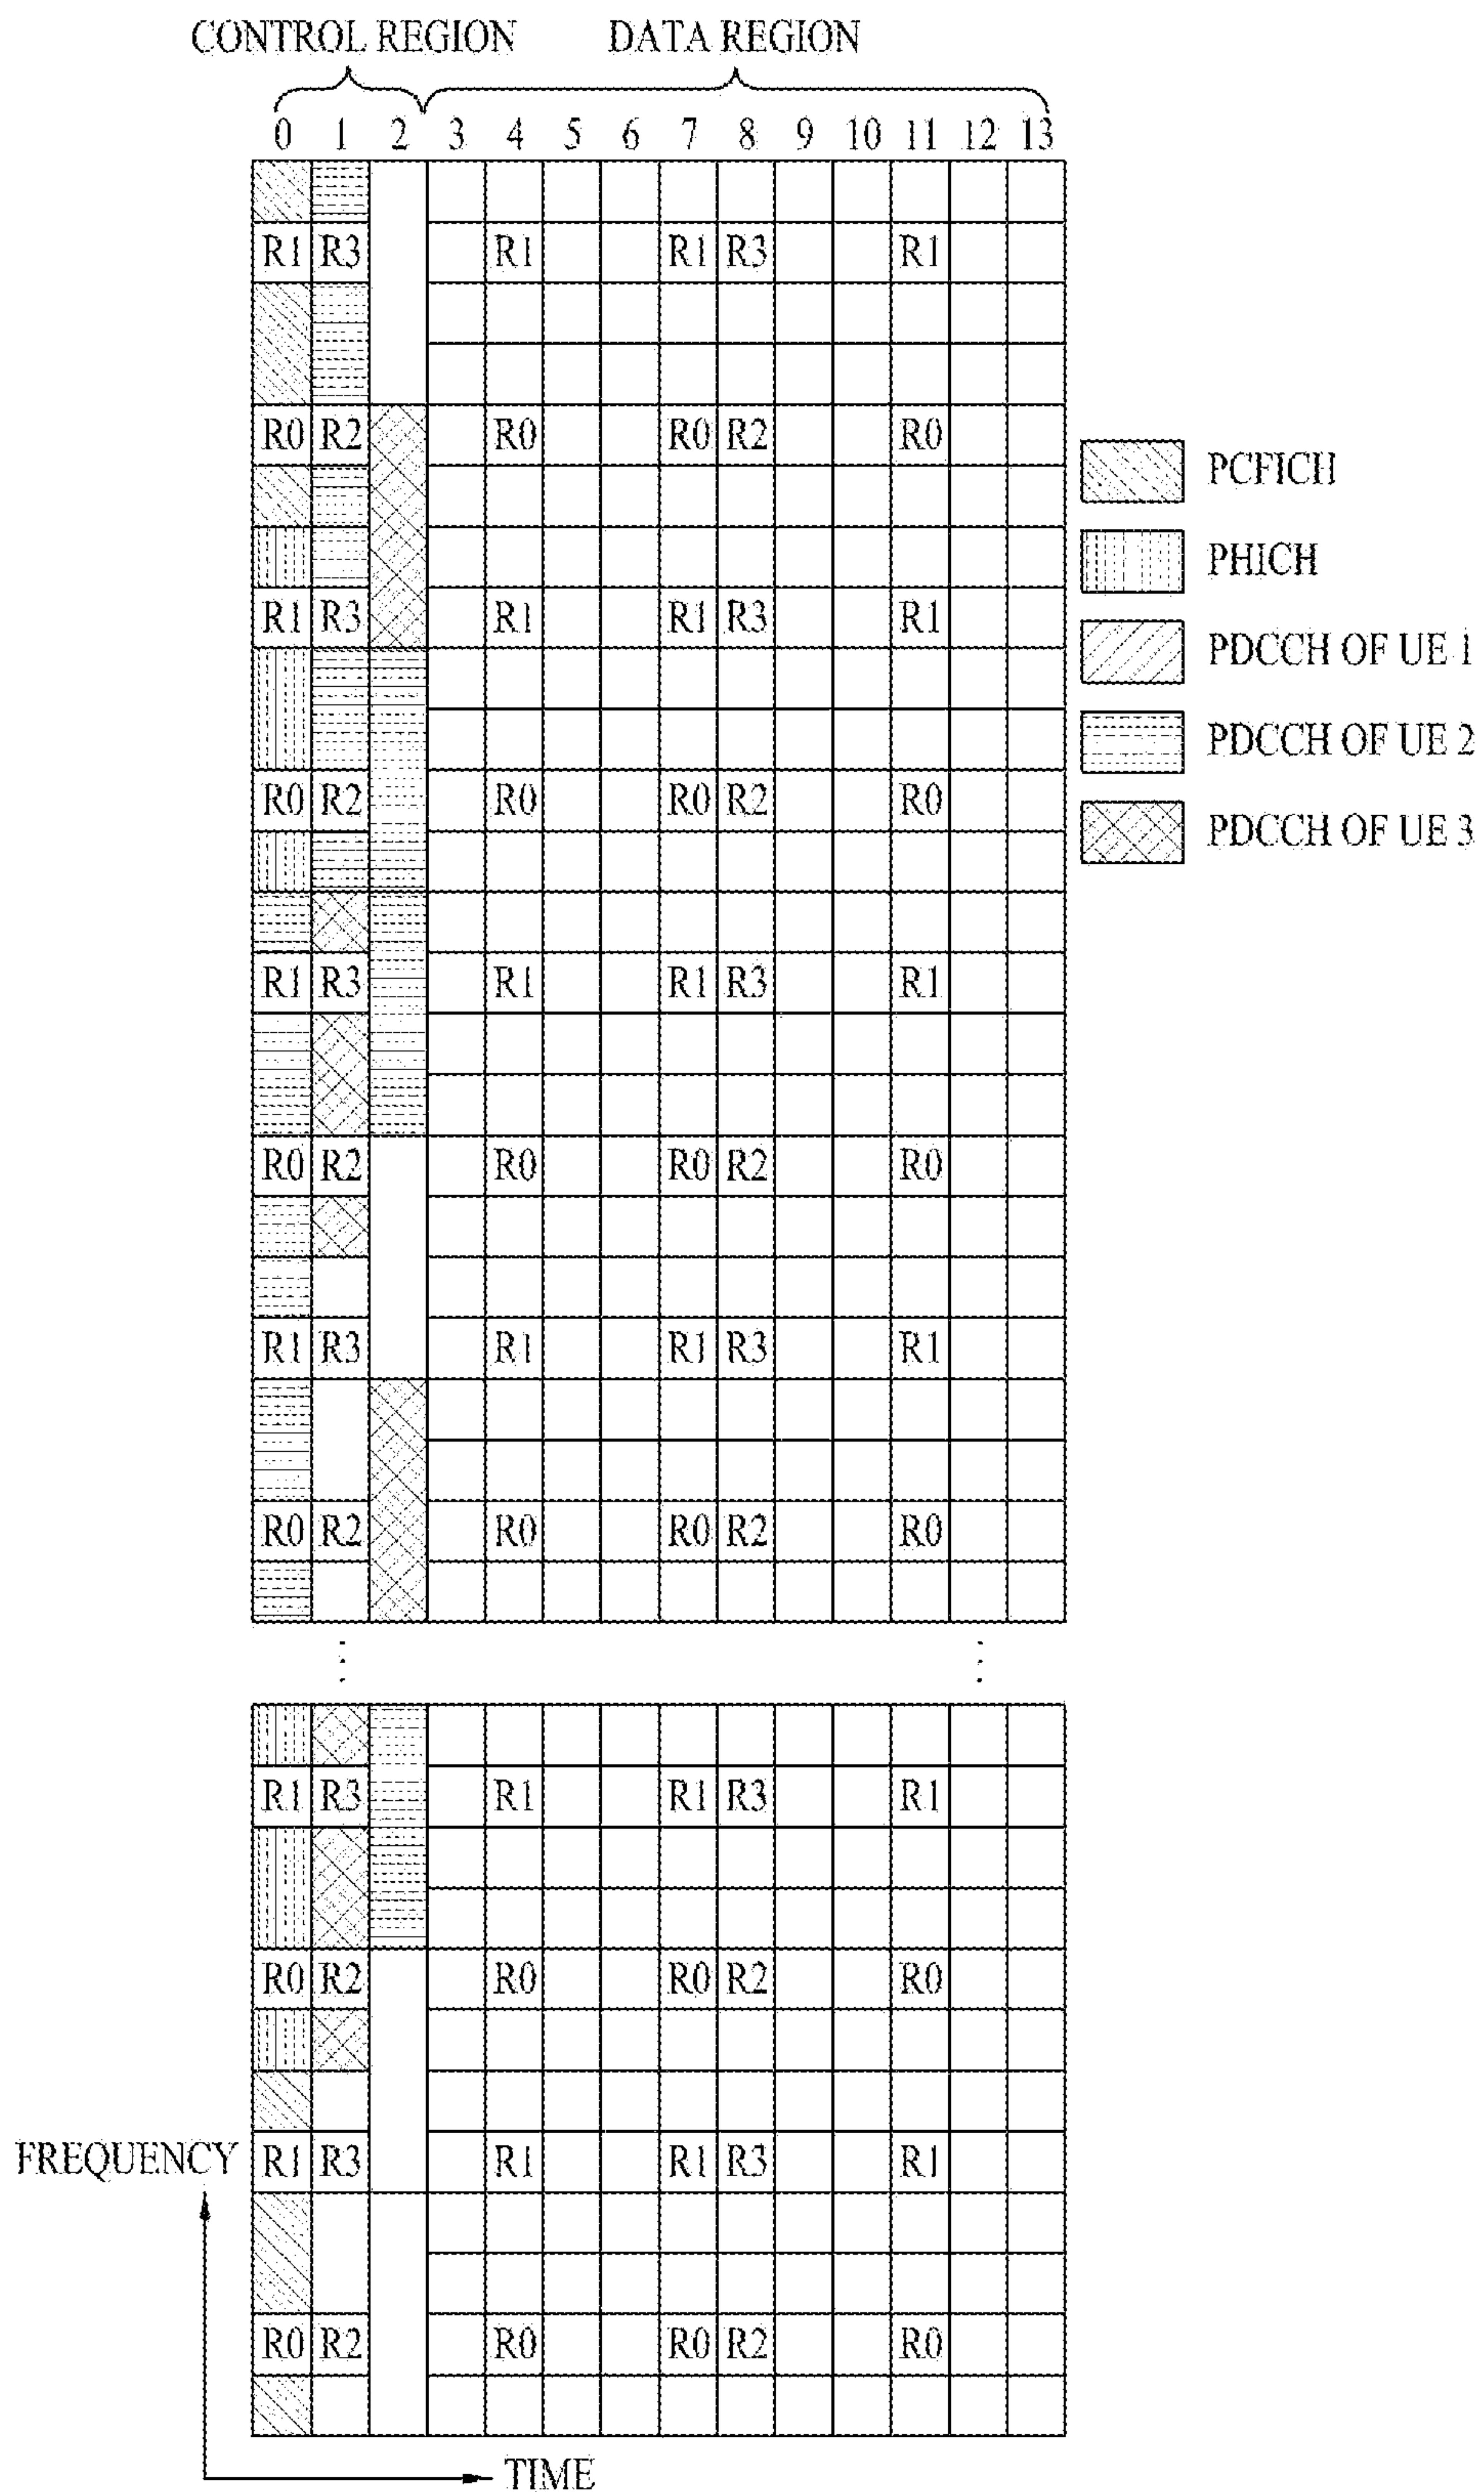 CONTROL REGION DATA REGION
0 1 2 3 4 5 6 7 8 9 10 11 12 13
R1 R3 R1 R1 R3 R1
R0 R2 R0 R0 R2 R0
PCFICH
PHICH
R1 R3 R1 R1 R3 R1
PDCCH OF UE 1
PDCCH OF UE 2
R0 R2 R0 R0 R2 R0
PDCCH OF UE 3
R1 R3 R1 R1 R3 R1
R0 R2 R0 R0 R2 R0
R1 R3 R1 R1 R3 R1
R0 R2 R0 R0 R2 R0
R1 R3 R1 R1 R3 R1
R0 R2 R0 R0 R2 R0
FREQUENCY R1 R3 R1 R1 R3 R1
R0 R2 R0 R0 R2 R0
TIME